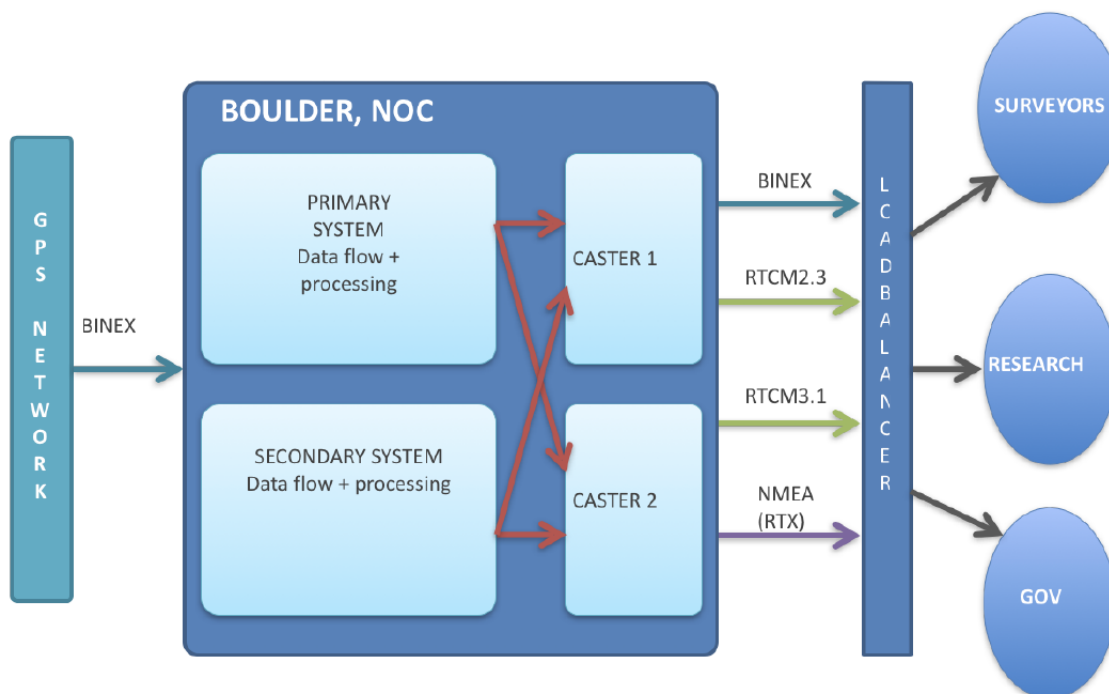 GPS NETWORK
BINEX
BOULDER, NOC
PRIMARY
SYSTEM
Data flow +
processing
CASTER 1
SECONDARY SYSTEM
Data flow + processing
CASTER 2
BINEX
RTCM2.3
RTCM3.1
NMEA
(RTX)
LCADBALANCER
SURVEYORS
RESEARCH
GOV